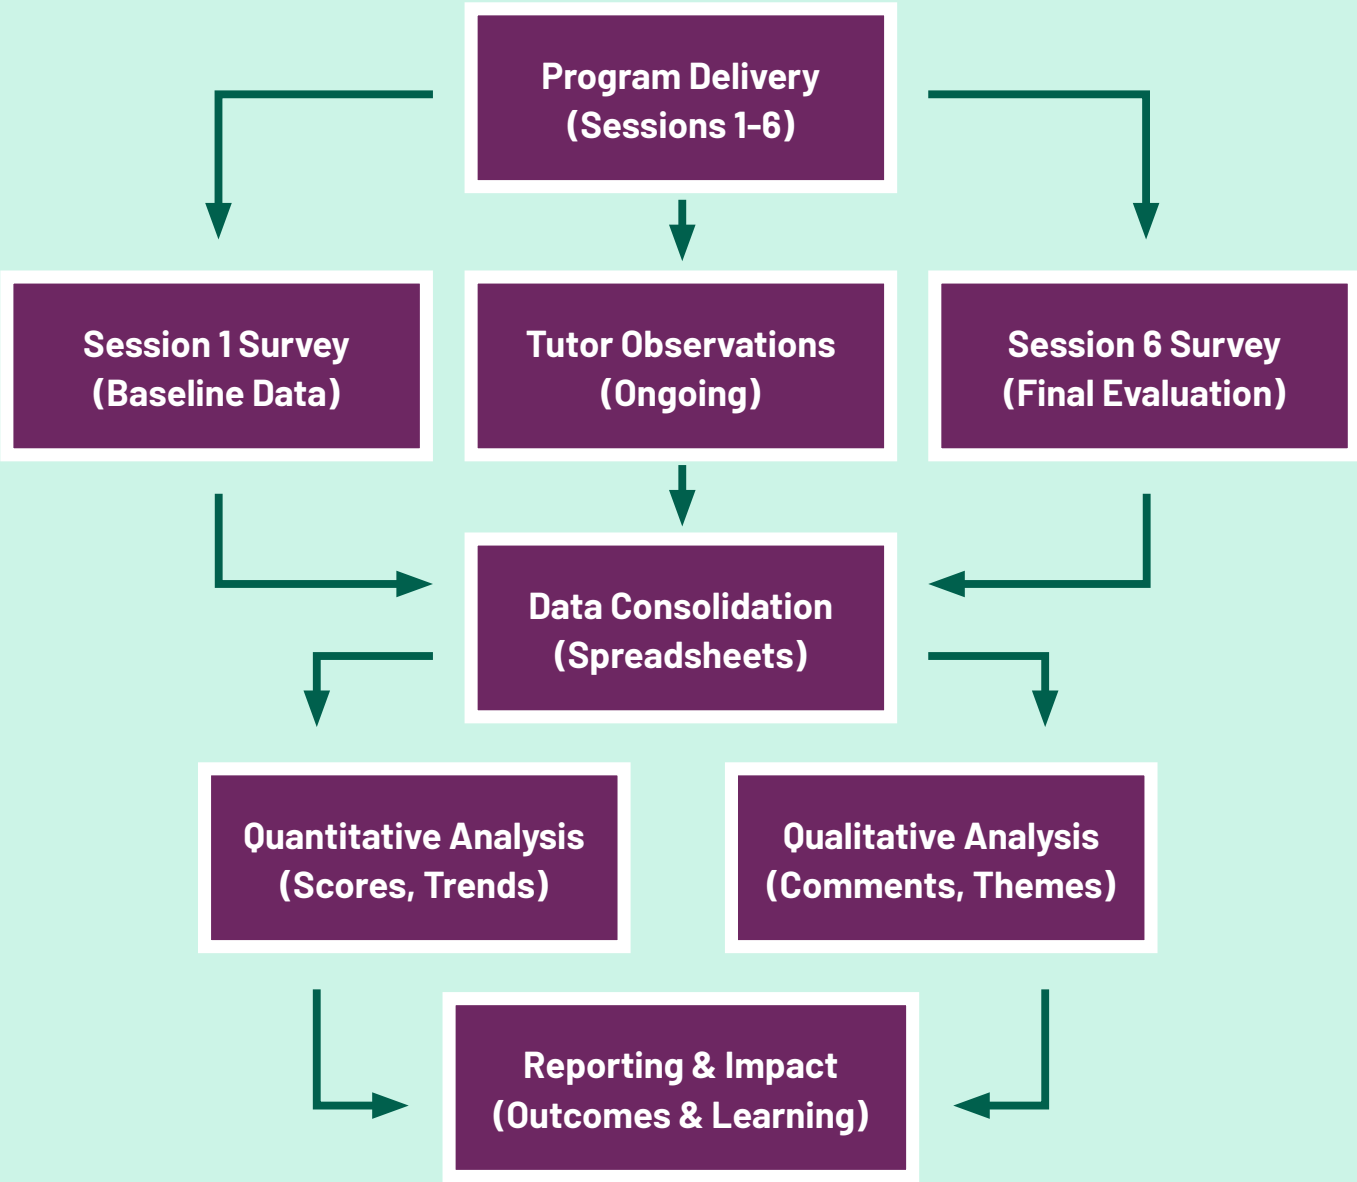 Program Delivery
(Sessions 1-6)
Session 1 Survey
(Baseline Data)
Tutor Observations
(Ongoing)
Session 6 Survey
(Final Evaluation)
Data Consolidation
(Spreadsheets)
Quantitative Analysis
(Scores, Trends)
Qualitative Analysis
(Comments, Themes)
Reporting & Impact
(Outcomes & Learning)